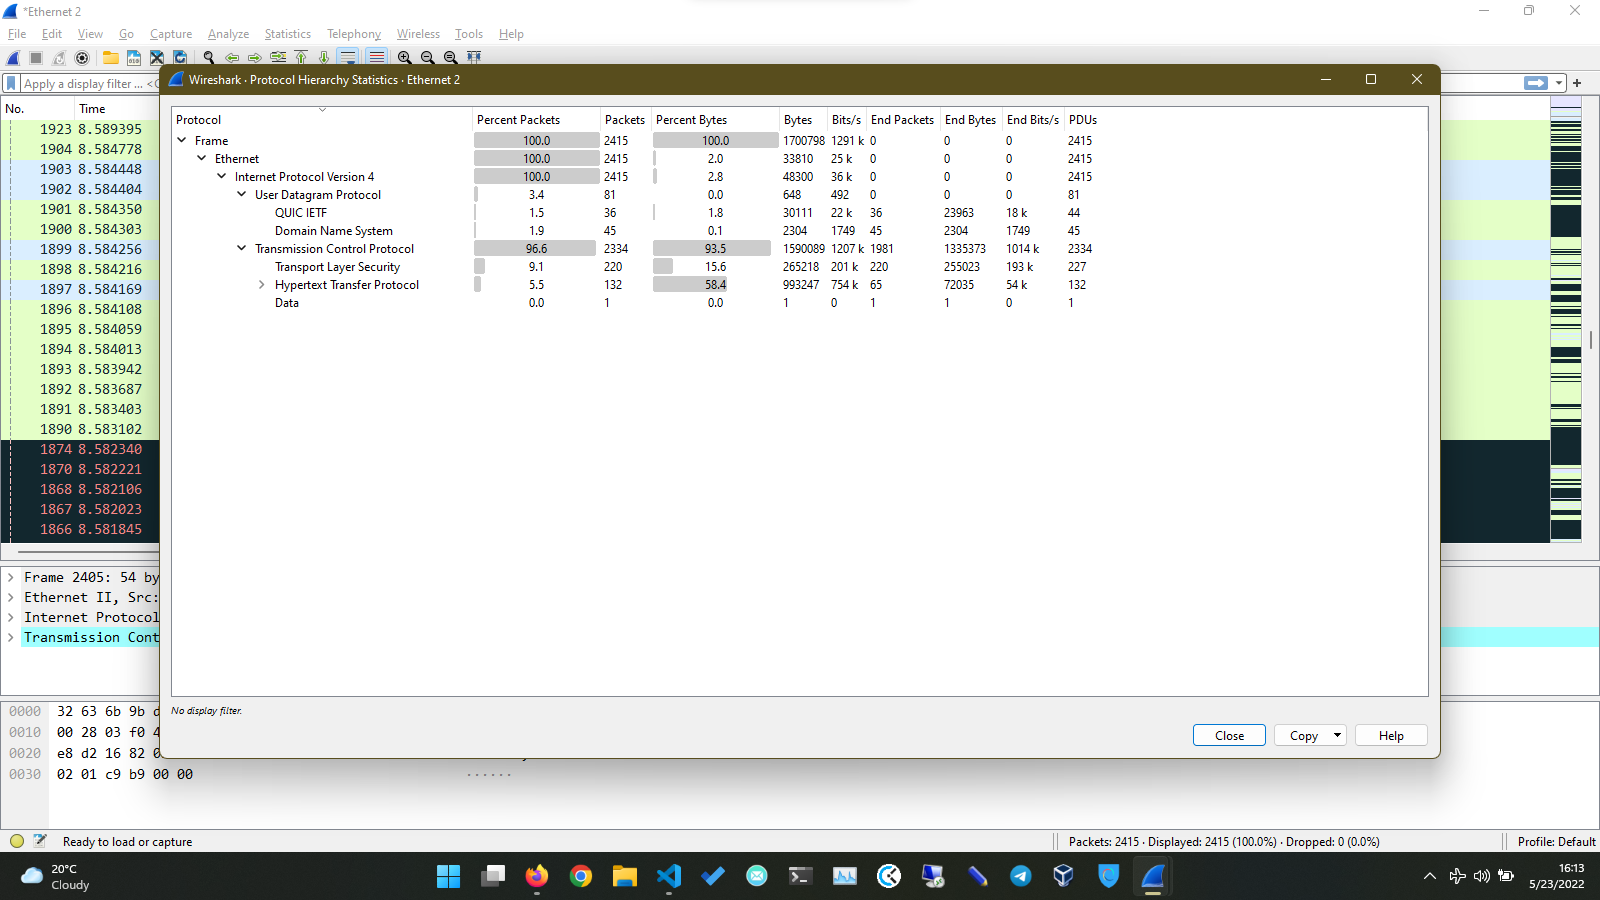 *Ethernet 2
File Edit View Go Capture Analyze Statistics Telephony Wireless Tools Help
Apply a display filter ... <C
Wireshark · Protocol Hierarchy Statistics · Ethernet 2
No. Time
1923 8.589395
1904 8.584778
1903 8.584448
1902 8.584404
1901 8.584350
1900 8.584303
1899 8.584256
1898 8.584216
1897 8.584169
1896 8.584108
1895 8.584059
1894 8.584013
1893 8.583942
1892 8.583687
1891 8.583403
1890 8.583102
1874 8.582340
1870 8.582221
1868 8.582106
1867 8.582023
1866 8.581845
Protocol Percent Packets Packets Percent Bytes Bytes Bits/s End Packets End Bytes End Bits/s PDUs
Frame 100.0 2415 100.0 1700798 1291 k 0 0 0 2415
Ethernet 100.0 2415 2.0 33810 25 k 0 0 0 2415
Internet Protocol Version 4 100.0 2415 2.8 48300 36 k 0 0 0 2415
User Datagram Protocol 3.4 81 0.0 648 492 0 0 0 81
QUIC IETF 1.5 36 1.8 30111 22 k 36 23963 18 k 44
Domain Name System 1.9 45 0.1 2304 1749 45 2304 1749 45
Transmission Control Protocol 96.6 2334 93.5 1590089 1207 k 1981 1335373 1014 k 2334
Transport Layer Security 9.1 220 15.6 265218 201 k 220 255023 193 k 227
Hypertext Transfer Protocol 5.5 132 58.4 993247 754 k 65 72035 54 k 132
Data 0.0 1 0.0 1 0 1 1 0 1
No display filter.
Close Copy Help
Frame 2405: 54 by
Ethernet II, Src:
Internet Protocol
Transmission Cont
0000 32 63 6b 9b d
0010 00 28 03 f0 4
0020 e8 d2 16 82 0
0030 02 01 c9 b9 00 00 ······
Ready to load or capture
Packets: 2415 · Displayed: 2415 (100.0%) · Dropped: 0 (0.0%)
Profile: Default
20°C
Cloudy
16:13
5/23/2022